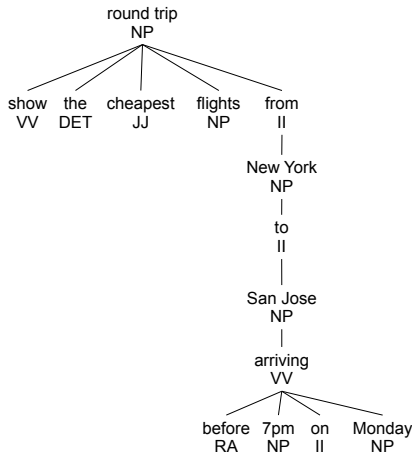 round trip
NP
show the cheapest flights from
VV DET JJ NP II
New York
NP
to
II
San Jose
NP
arriving
VV
before 7pm on Monday
RA NP II NP